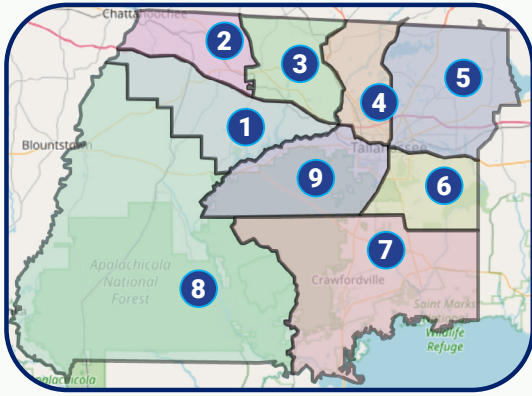 Chattahoochee
2
3
4
5
1
Blountstown
Tallahassee
9
6
7
8
Apalachicola
National
Forest
Crawfordville
Saint Marks
National
Wildlife
Refuge
Apalachicola